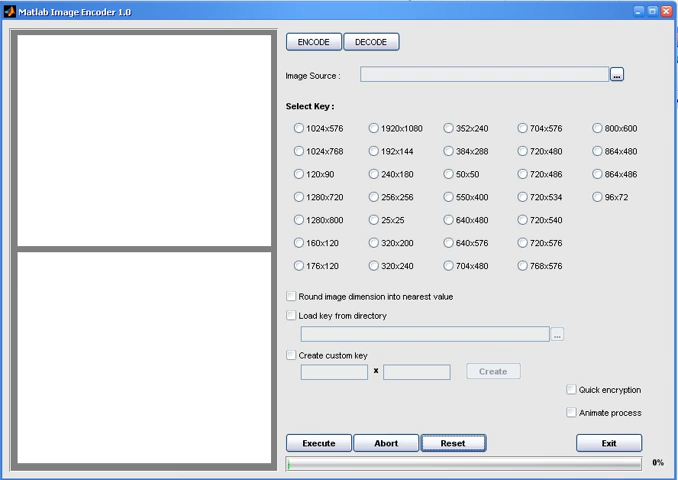 Matlab Image Encoder 1.0
ENCODE DECODE
Image Source : ...
Select Key :
1024x576 1920x1080 352x240 704x576 800x600
1024x768 192x144 384x288 720x480 864x480
120x90 240x180 50x50 720x486 864x486
1280x720 256x256 550x400 720x534 96x72
1280x800 25x25 640x480 720x540
160x120 320x200 640x576 720x576
176x120 320x240 704x480 768x576
Round image dimension into nearest value
Load key from directory
...
Create custom key
x Create
Quick encryption
Animate process
Execute Abort Reset Exit
0%